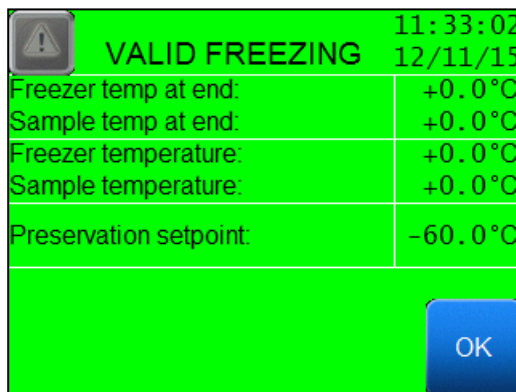 11:33:02
VALID FREEZING 12/11/15
Freezer temp at end: +0.0°C
Sample temp at end: +0.0°C
Freezer temperature: +0.0°C
Sample temperature: +0.0°C
Preservation setpoint: -60.0°C
OK